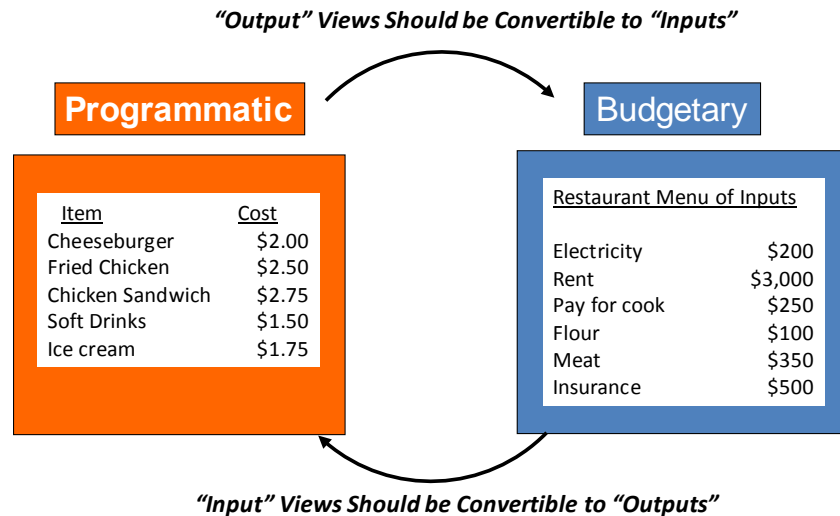 “Output” Views Should be Convertible to “Inputs”
Programmatic
Budgetary
Item Cost
Cheeseburger $2.00
Fried Chicken $2.50
Chicken Sandwich $2.75
Soft Drinks $1.50
Ice cream $1.75
Restaurant Menu of Inputs
Electricity $200
Rent $3,000
Pay for cook $250
Flour $100
Meat $350
Insurance $500
“Input” Views Should be Convertible to “Outputs”